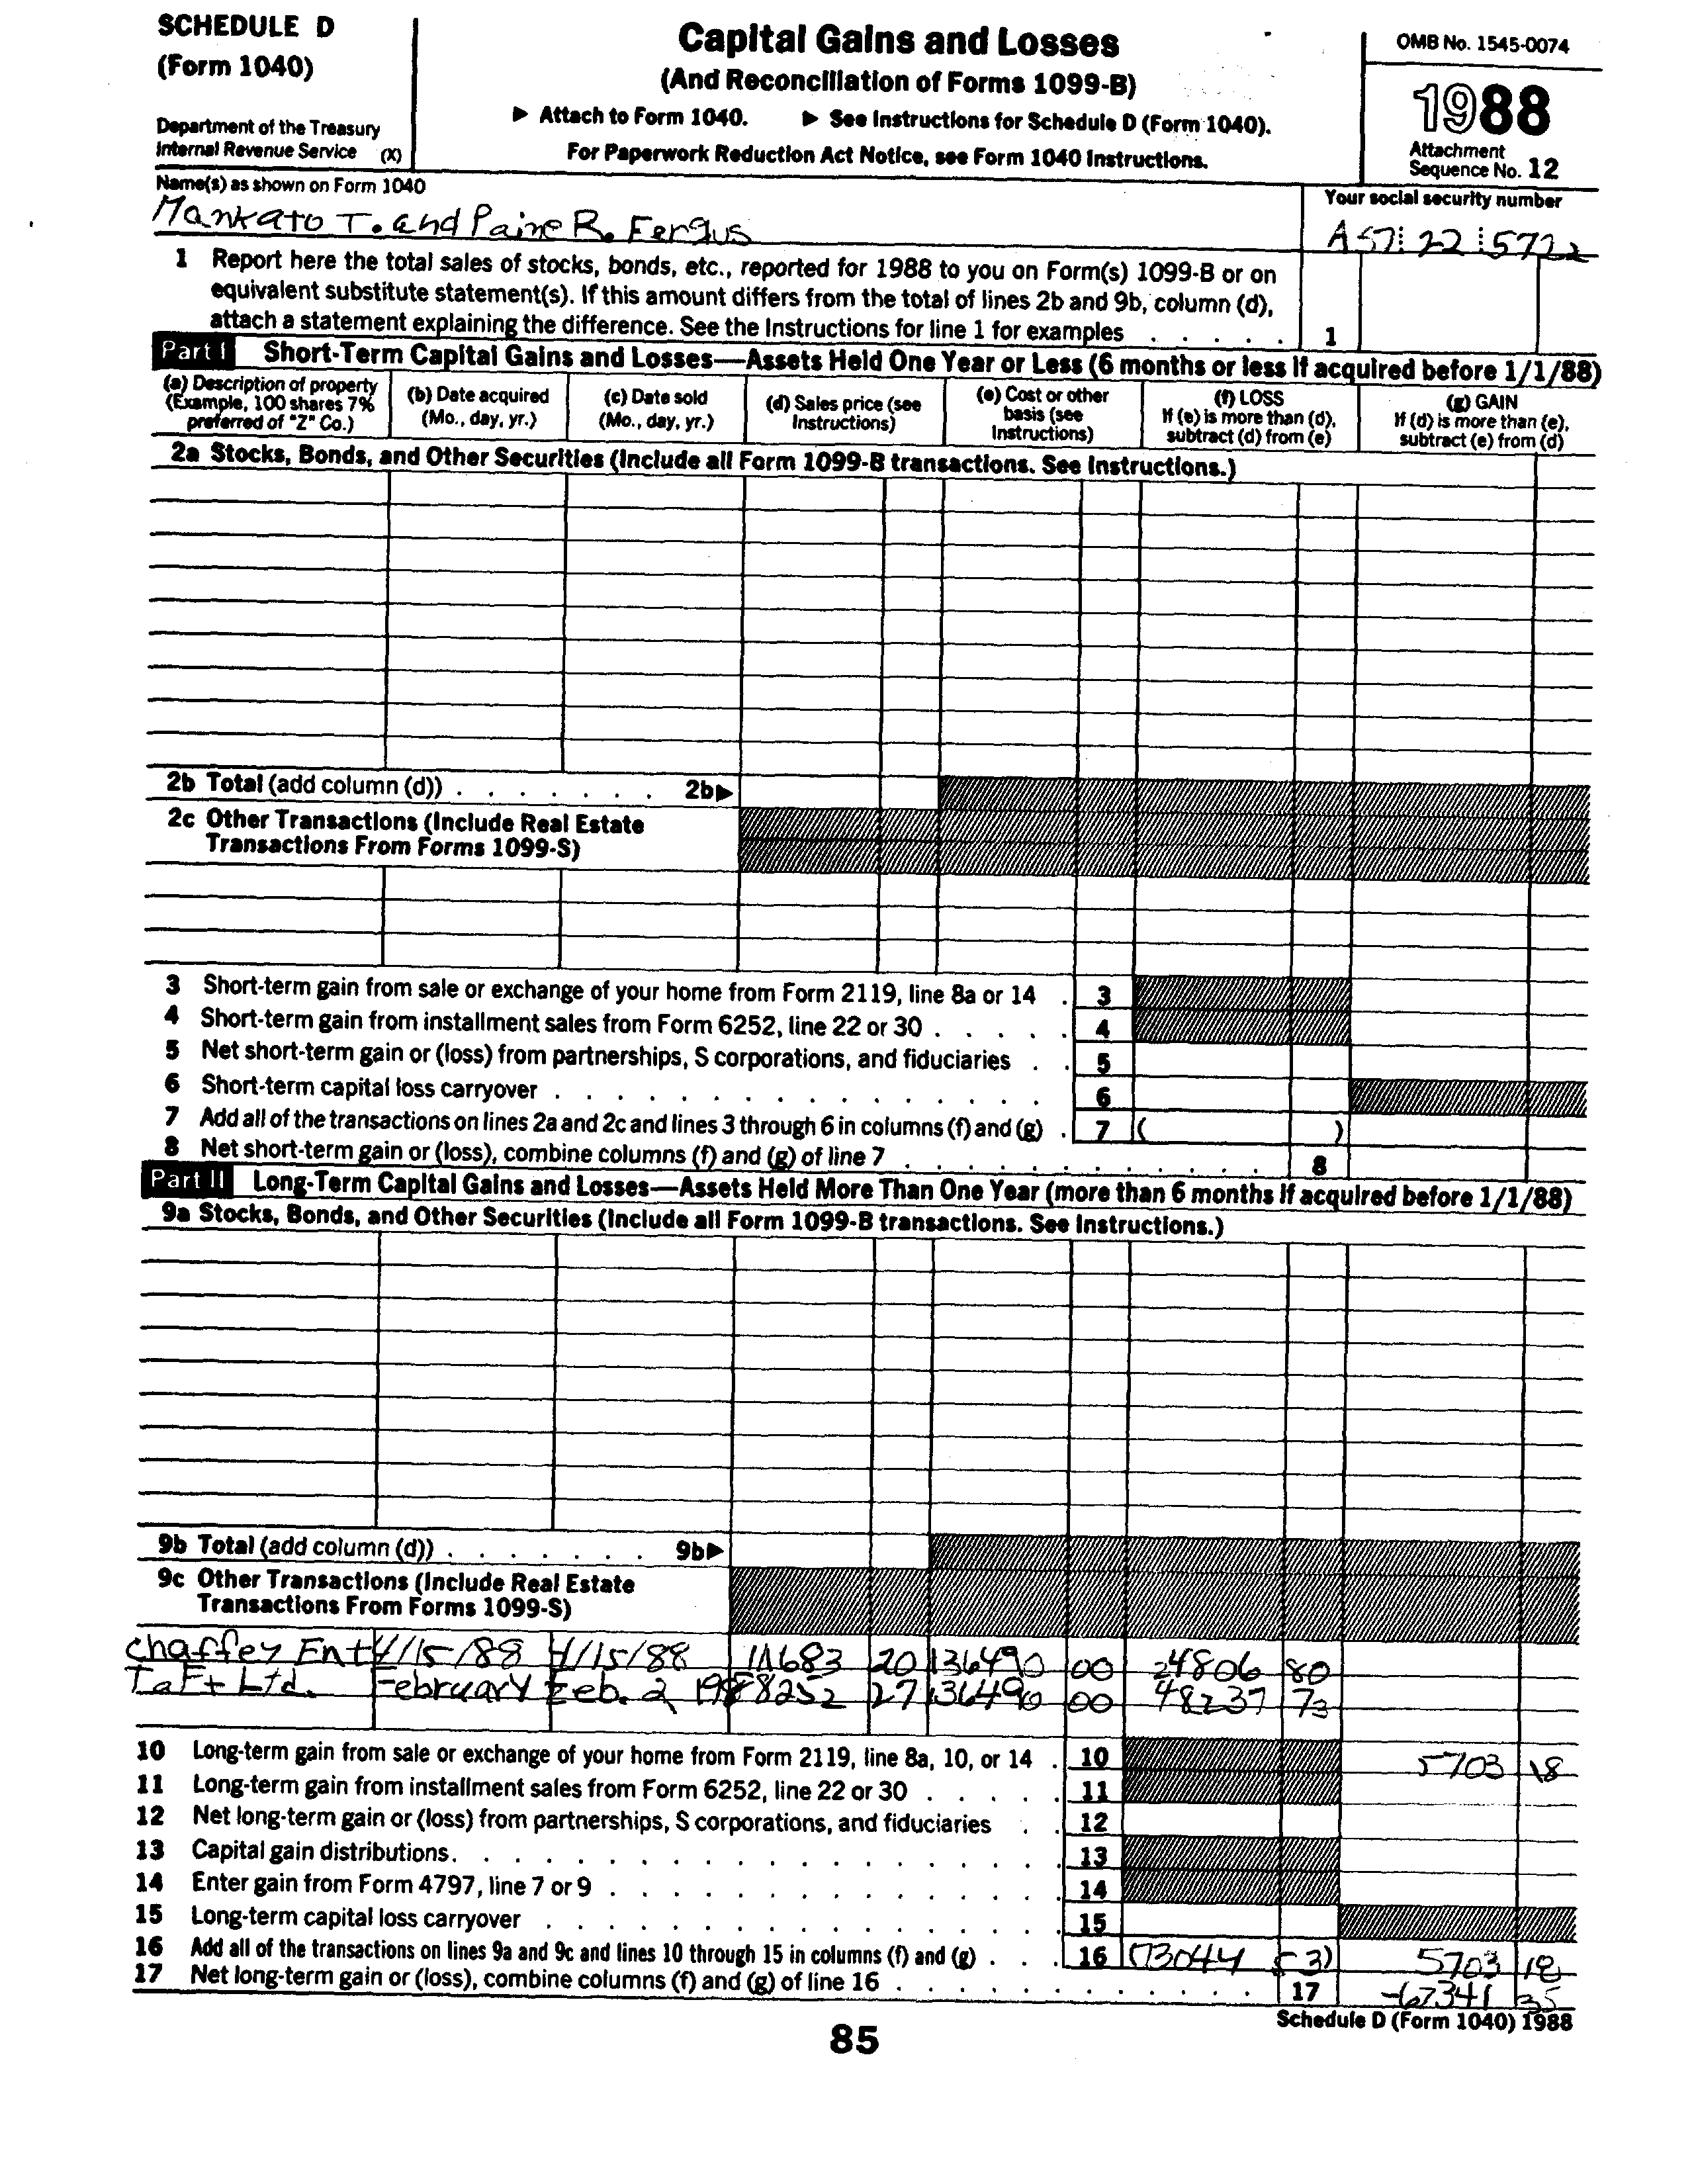 SCHEDULE D
(Form 1040)
Department of the Treasury
Internal Revenue Service (X)
Capital Gains and Losses
(And Reconciliation of Forms 1099-B)
▶ Attach to Form 1040. ▶ See Instructions for Schedule D (Form 1040).
For Paperwork Reduction Act Notice, see Form 1040 Instructions.
OMB No. 1545-0074
1988
Attachment
Sequence No. 12
Name(s) as shown on Form 1040
Mankato T. and Paine R. Fergus
Your social security number
A57 22 5722
1 Report here the total sales of stocks, bonds, etc., reported for 1988 to you on Form(s) 1099-B or on
equivalent substitute statement(s). If this amount differs from the total of lines 2b and 9b, column (d),
attach a statement explaining the difference. See the Instructions for line 1 for examples . . . . . 1
Part I Short-Term Capital Gains and Losses—Assets Held One Year or Less (6 months or less if acquired before 1/1/88)
(a) Description of property
(Example, 100 shares 7%
preferred of "Z" Co.)
(b) Date acquired
(Mo., day, yr.)
(c) Date sold
(Mo., day, yr.)
(d) Sales price (see
Instructions)
(e) Cost or other
basis (see
Instructions)
(f) LOSS
If (e) is more than (d),
subtract (d) from (e)
(g) GAIN
If (d) is more than (e),
subtract (e) from (d)
2a Stocks, Bonds, and Other Securities (Include all Form 1099-B transactions. See Instructions.)
2b Total (add column (d)) . . . . . . . 2b▶
2c Other Transactions (Include Real Estate
Transactions From Forms 1099-S)
3 Short-term gain from sale or exchange of your home from Form 2119, line 8a or 14 . 3
4 Short-term gain from installment sales from Form 6252, line 22 or 30 . . . . . 4
5 Net short-term gain or (loss) from partnerships, S corporations, and fiduciaries . . 5
6 Short-term capital loss carryover . . . . . . . . . . . . . . . . 6
7 Add all of the transactions on lines 2a and 2c and lines 3 through 6 in columns (f) and (g) . 7 ( )
8 Net short-term gain or (loss), combine columns (f) and (g) of line 7 . . . . . . . . . . . . 8
Part II Long-Term Capital Gains and Losses—Assets Held More Than One Year (more than 6 months if acquired before 1/1/88)
9a Stocks, Bonds, and Other Securities (Include all Form 1099-B transactions. See Instructions.)
9b Total (add column (d)) . . . . . . . 9b▶
9c Other Transactions (Include Real Estate
Transactions From Forms 1099-S)
Chaffey Ent 4/15/88 4/15/88 111683 20 136490 00 24806 80
Taft Ltd. February Feb. 2, 88252 27 136490 00 48237 73
10 Long-term gain from sale or exchange of your home from Form 2119, line 8a, 10, or 14 . 10 5703 18
11 Long-term gain from installment sales from Form 6252, line 22 or 30 . . . . . 11
12 Net long-term gain or (loss) from partnerships, S corporations, and fiduciaries . . 12
13 Capital gain distributions. . . . . . . . . . . . . . . . . . . 13
14 Enter gain from Form 4797, line 7 or 9 . . . . . . . . . . . . . . 14
15 Long-term capital loss carryover . . . . . . . . . . . . . . . . 15
16 Add all of the transactions on lines 9a and 9c and lines 10 through 15 in columns (f) and (g) . . . 16 (73044 53) 5703 18
17 Net long-term gain or (loss), combine columns (f) and (g) of line 16 . . . . . . . . . . . . 17 -67341 35
Schedule D (Form 1040) 1988
85